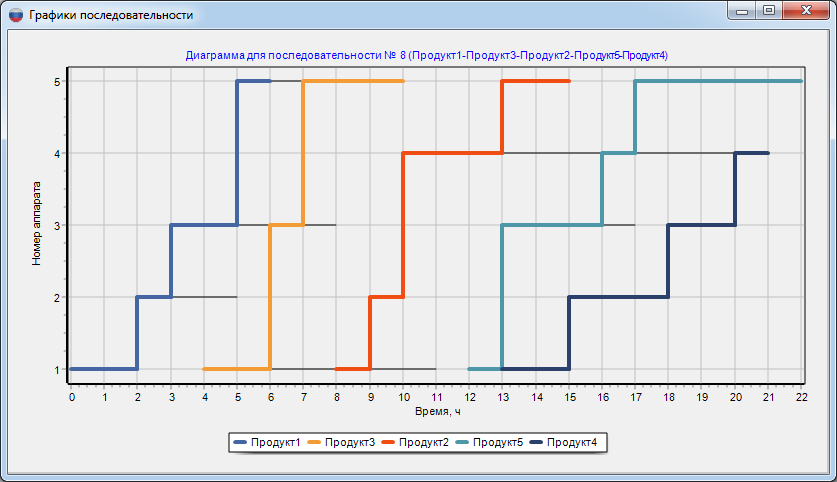 Графики последовательности
Диаграмма для последовательности № 8 (Продукт1-Продукт3-Продукт2-Продукт5-Продукт4)
5
4
3
2
1
Номер аппарата
0 1 2 3 4 5 6 7 8 9 10 11 12 13 14 15 16 17 18 19 20 21 22
Время, ч
Продукт1 Продукт3 Продукт2 Продукт5 Продукт4